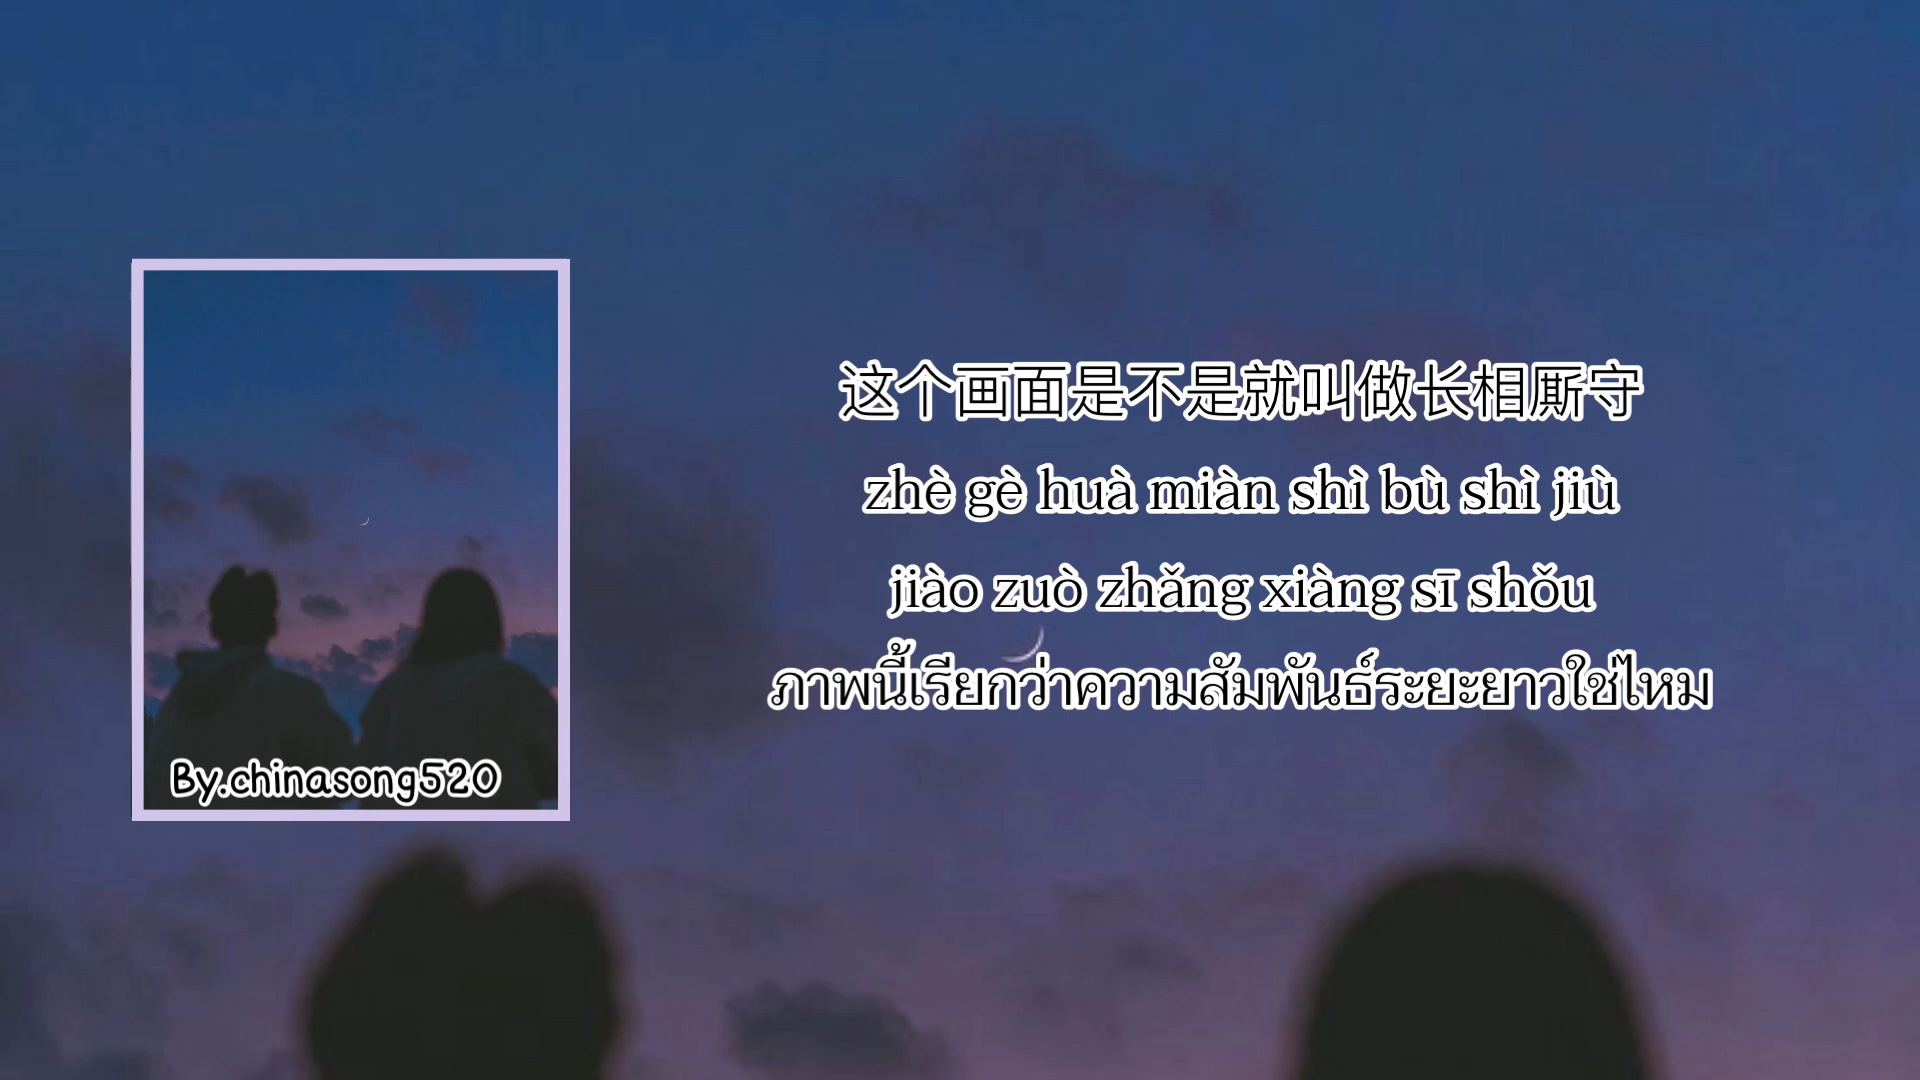 这个画面是不是就叫做长相厮守
zhè gè huà miàn shì bù shì jiù
jiào zuò zhǎng xiàng sī shǒu
ภาพนี้เรียกว่าความสัมพันธ์ระยะยาวใช่ไหม
By.chinasong520